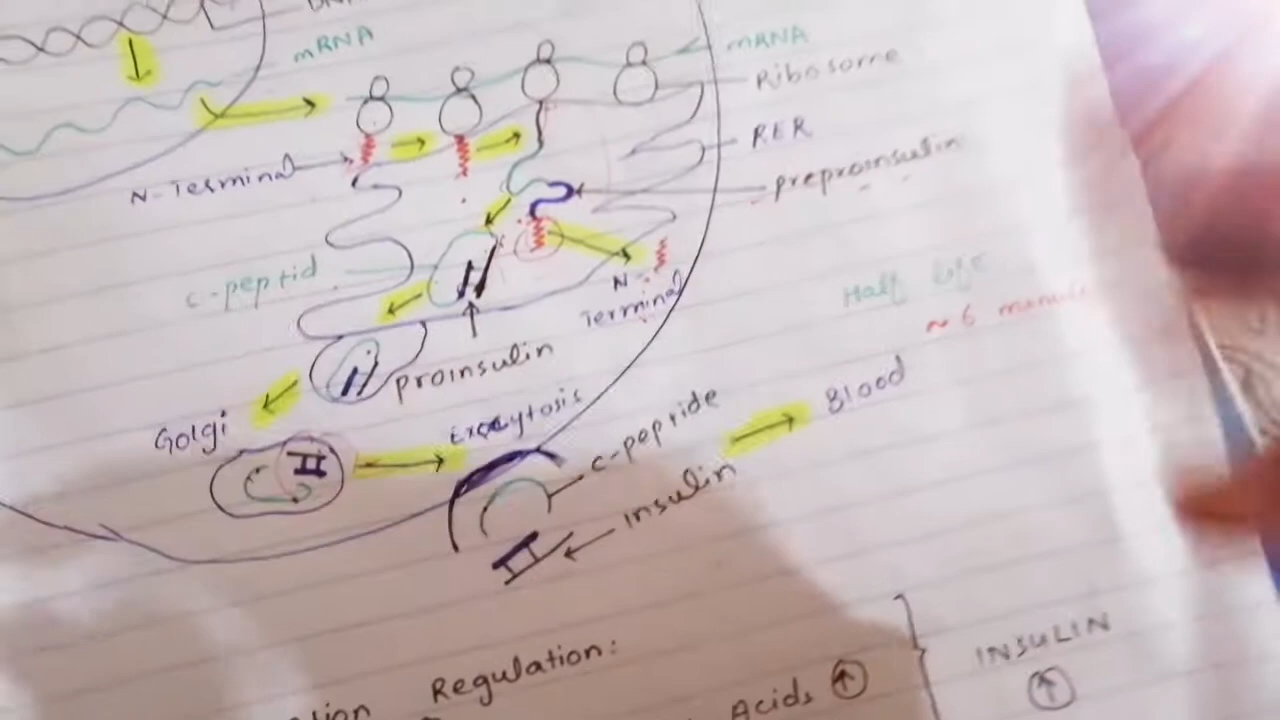 mRNA
mRNA
Ribosome
RER
N-Terminal
preproinsulin
c-peptid
N-
Terminal
Half Life
~ 6
proinsulin
Golgi
c-peptide
Blood
Insulin
Regulation:
Acids ↑
INSULIN
↑